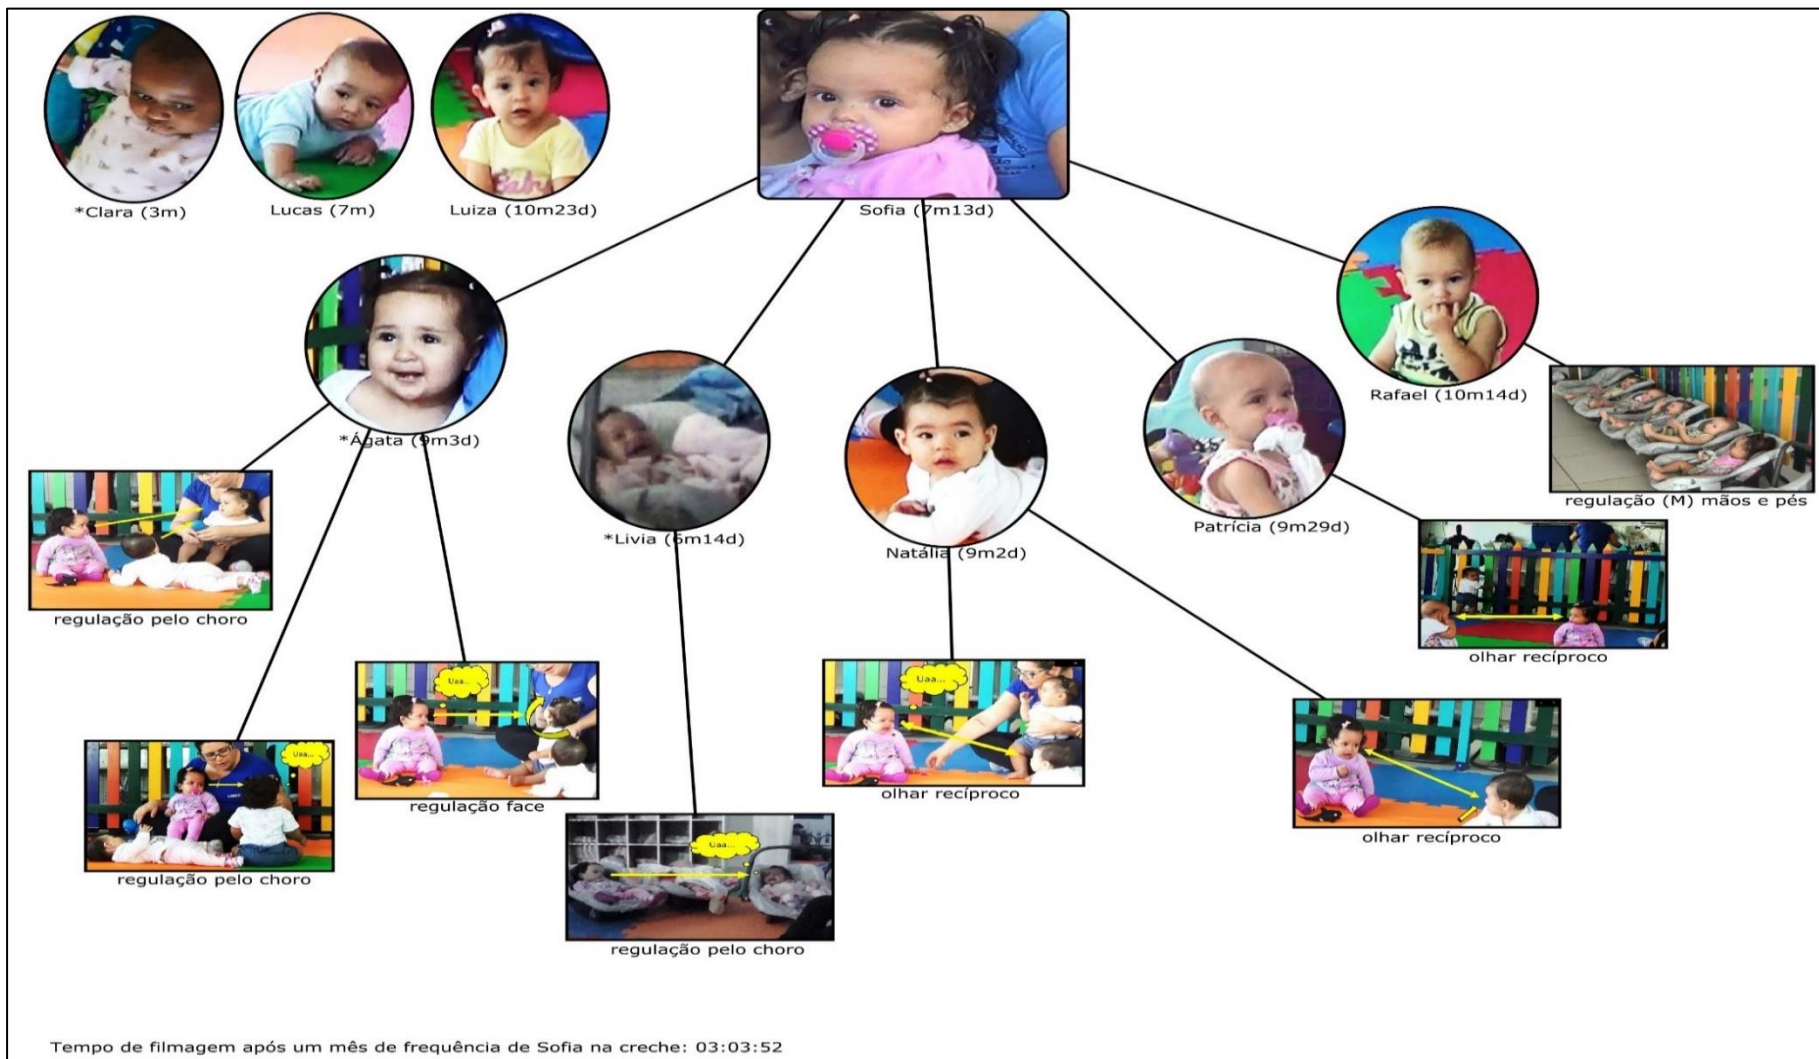 *Clara (3m)
Lucas (7m)
Luiza (10m23d)
Sofia (7m13d)
Baby
*Ágata (9m3d)
*Livia (6m14d)
Natália (9m2d)
Patrícia (9m29d)
Rafael (10m14d)
regulação (M) mãos e pés
regulação pelo choro
olhar recíproco
Uaa...
regulação face
Uaa...
olhar recíproco
olhar recíproco
Uaa...
regulação pelo choro
Uaa...
regulação pelo choro
Tempo de filmagem após um mês de frequência de Sofia na creche: 03:03:52